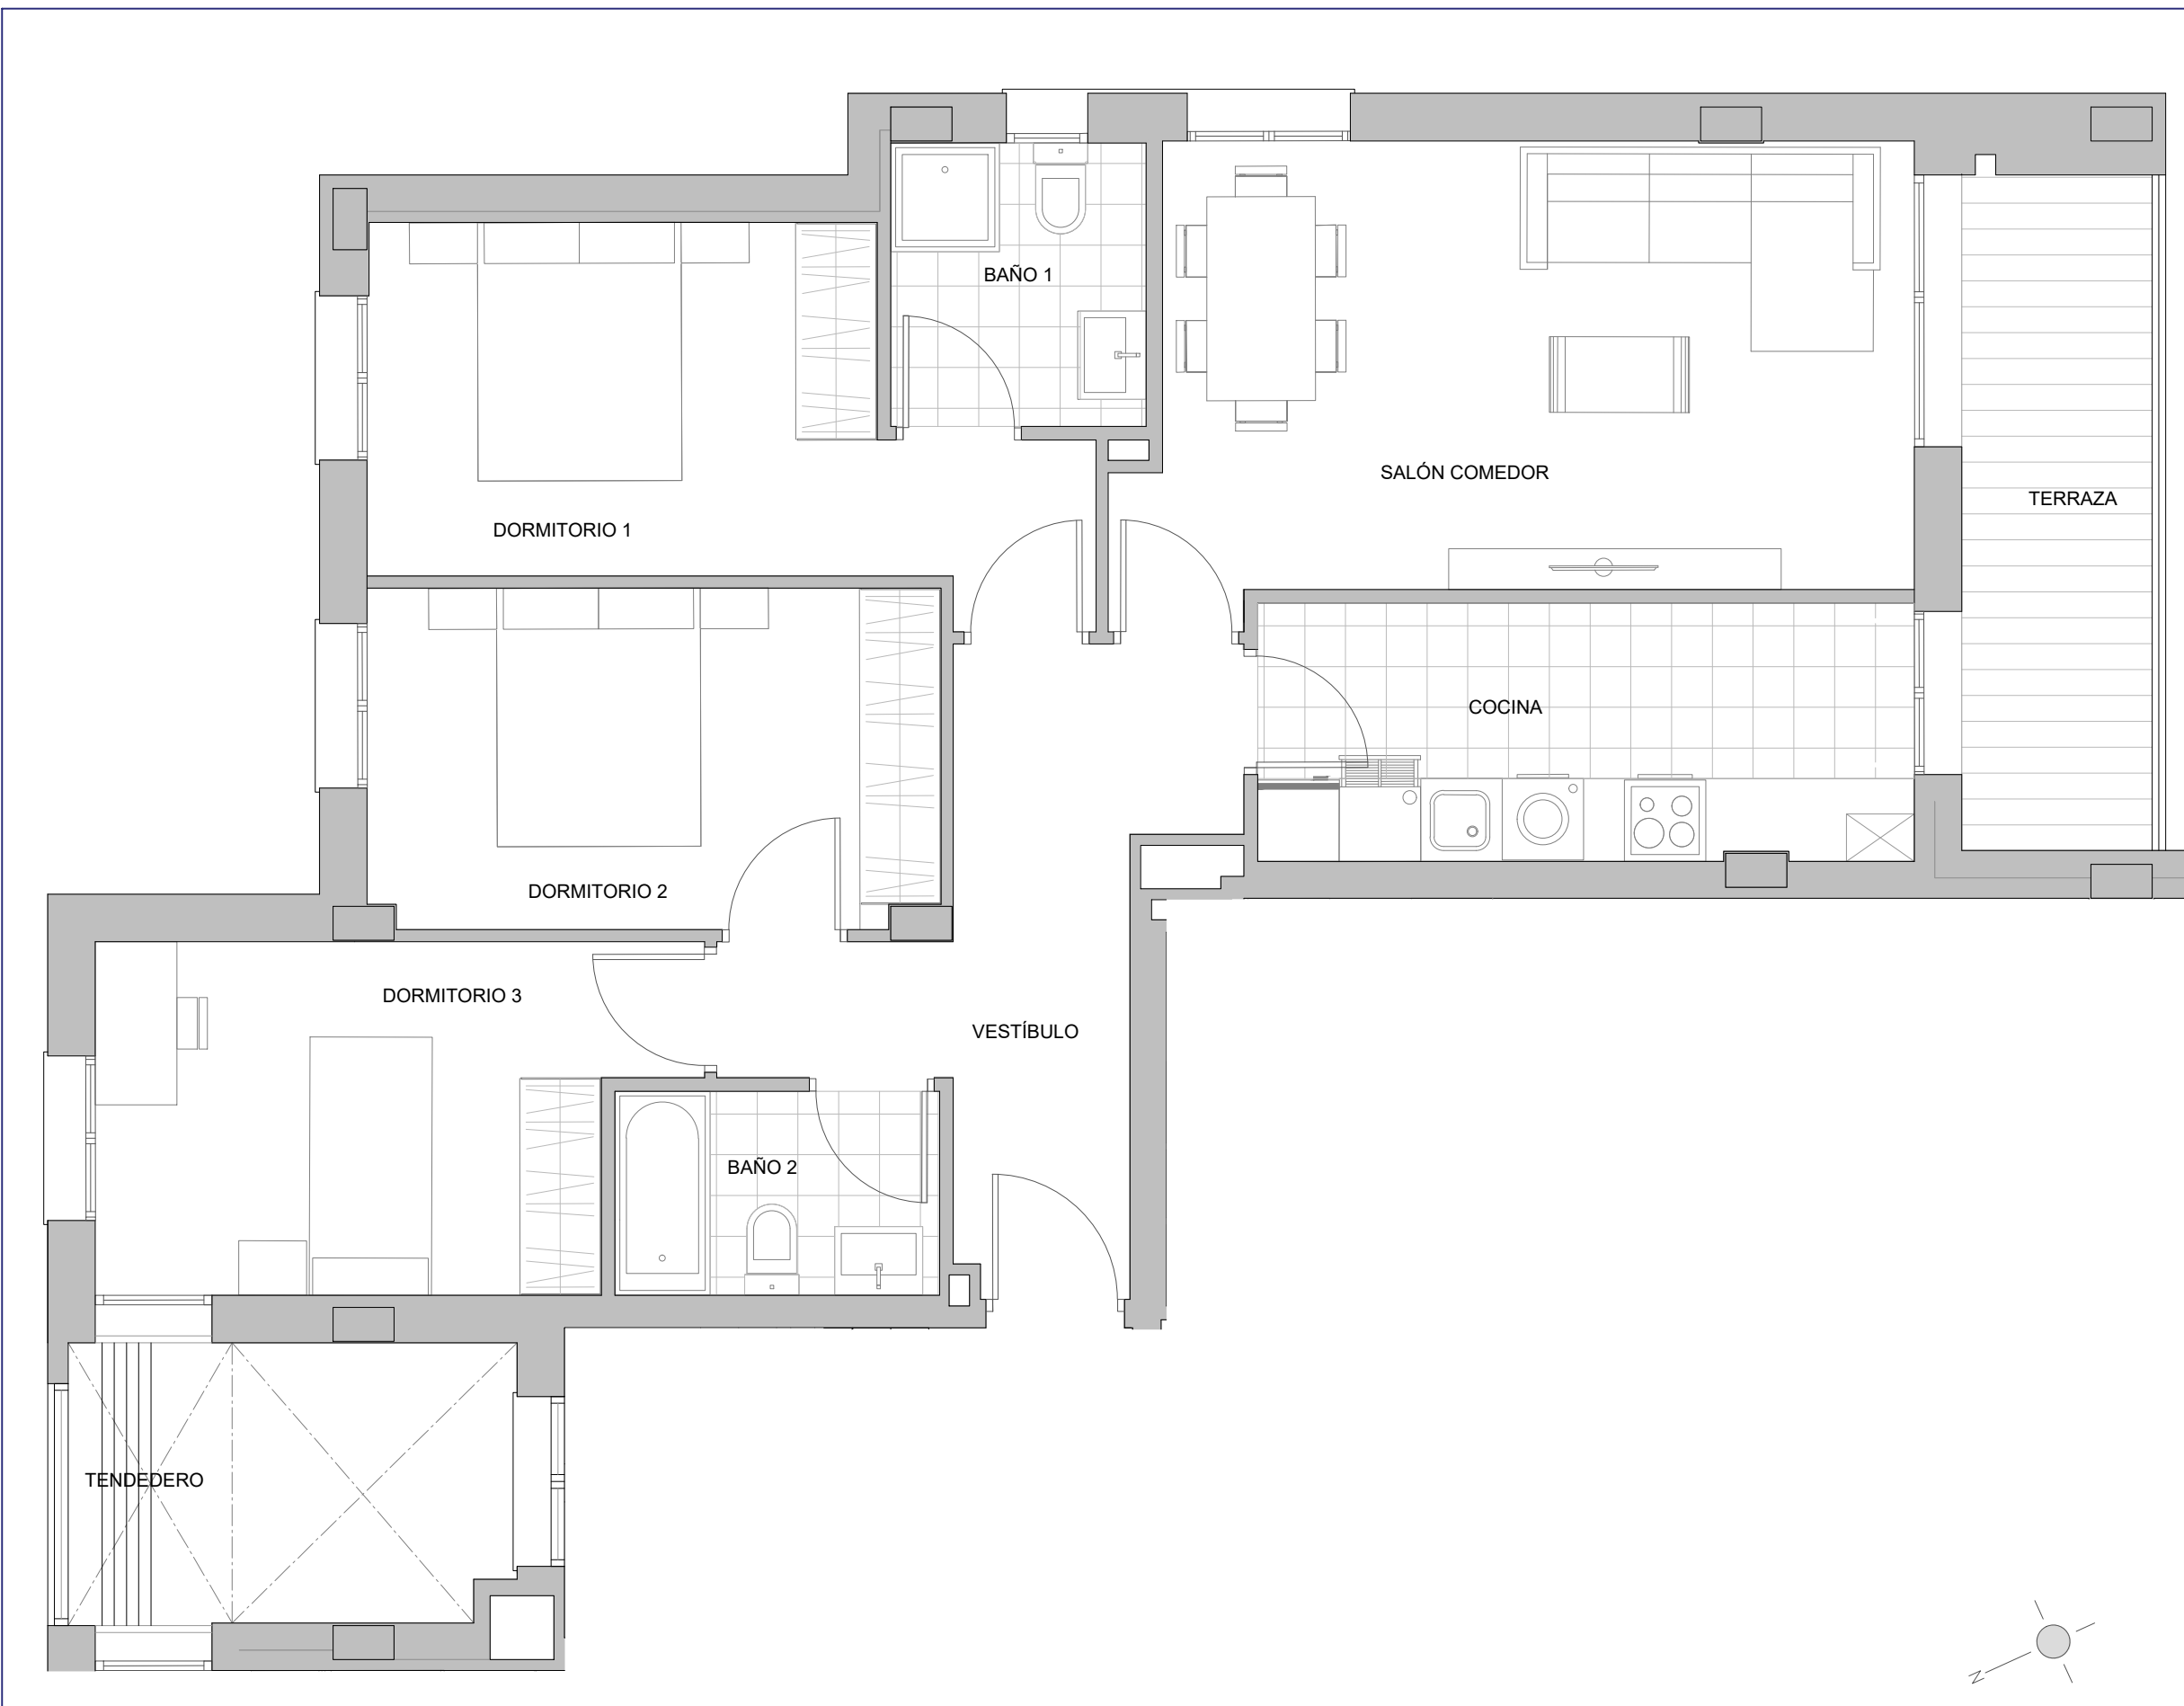 BAÑO 1
SALÓN COMEDOR
TERRAZA
DORMITORIO 1
COCINA
DORMITORIO 2
DORMITORIO 3
VESTÍBULO
BAÑO 2
TENDEDERO
N